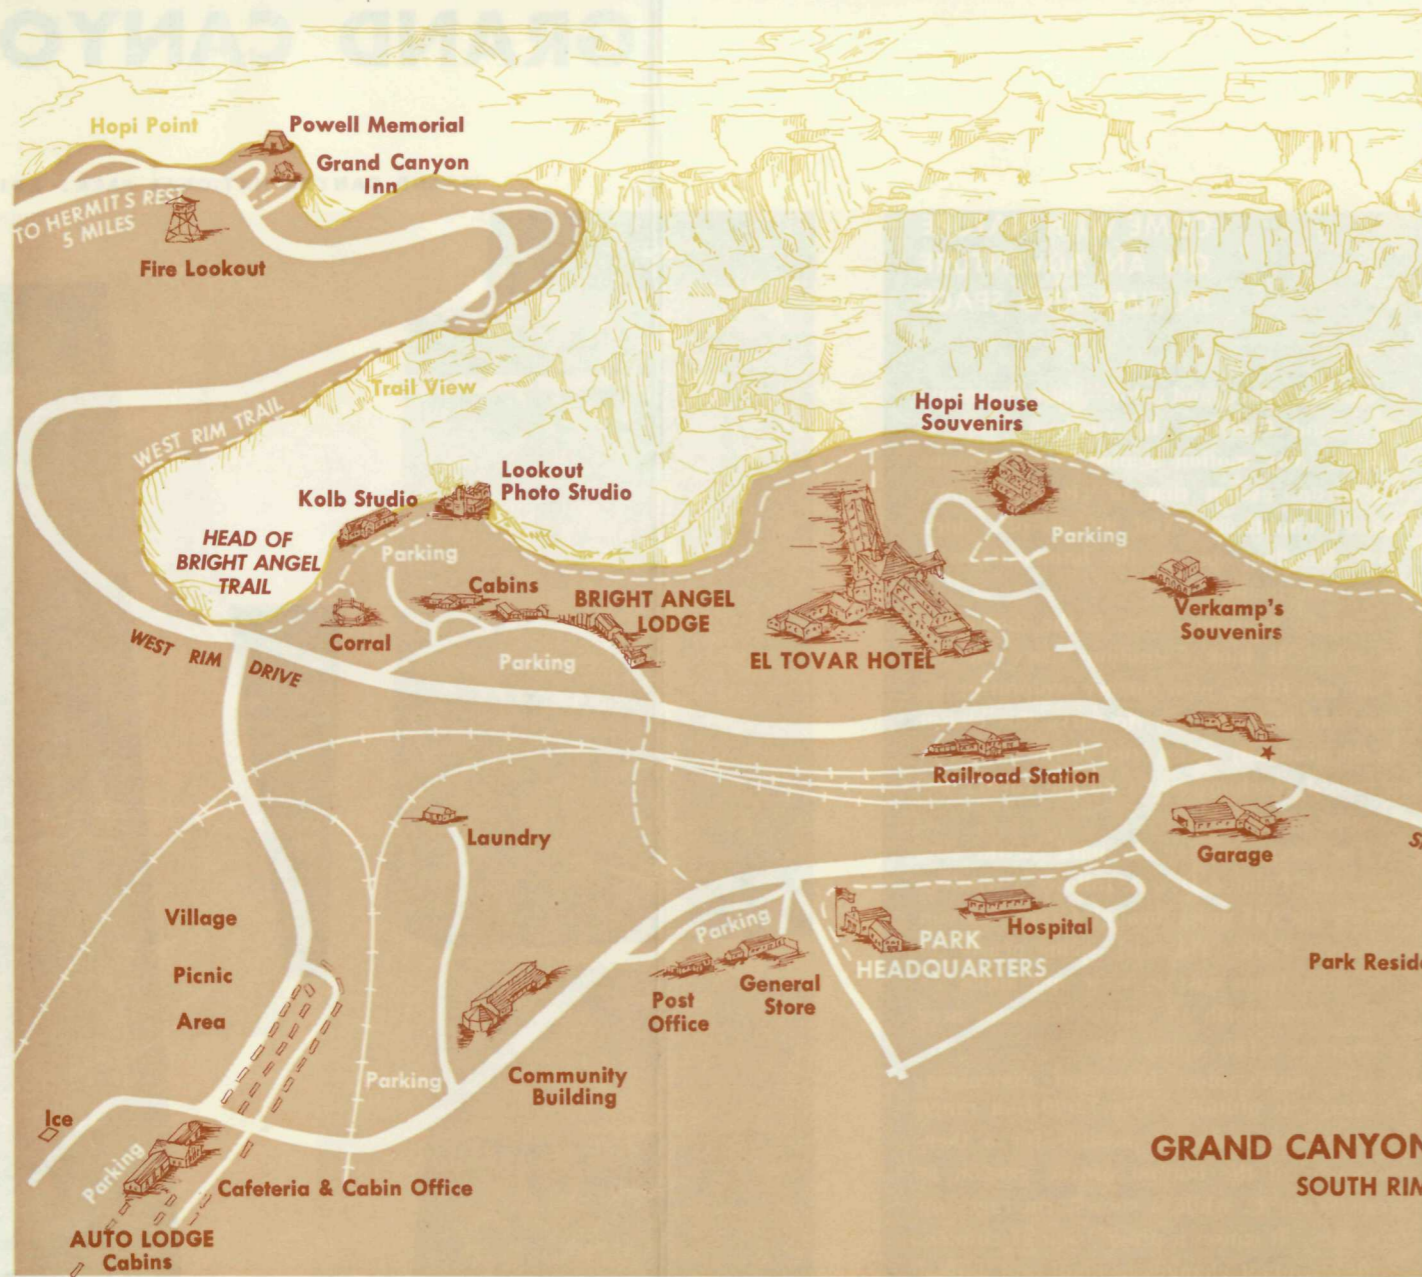 Hopi Point
Powell Memorial
Grand Canyon
Inn
TO HERMIT'S REST
5 MILES
Fire Lookout
Trail View
WEST RIM TRAIL
Hopi House
Souvenirs
Lookout
Photo Studio
Kolb Studio
HEAD OF
BRIGHT ANGEL
TRAIL
Parking
Parking
Cabins
BRIGHT ANGEL
LODGE
Corral
Verkamp's
Souvenirs
WEST RIM DRIVE
Parking
EL TOVAR HOTEL
Railroad Station
Laundry
Garage
Village
Picnic
Area
Parking
Hospital
PARK
HEADQUARTERS
Park Reside
General
Store
Post
Office
Parking
Community
Building
Ice
Parking
GRAND CANYON
SOUTH RIM
Cafeteria & Cabin Office
AUTO LODGE
Cabins